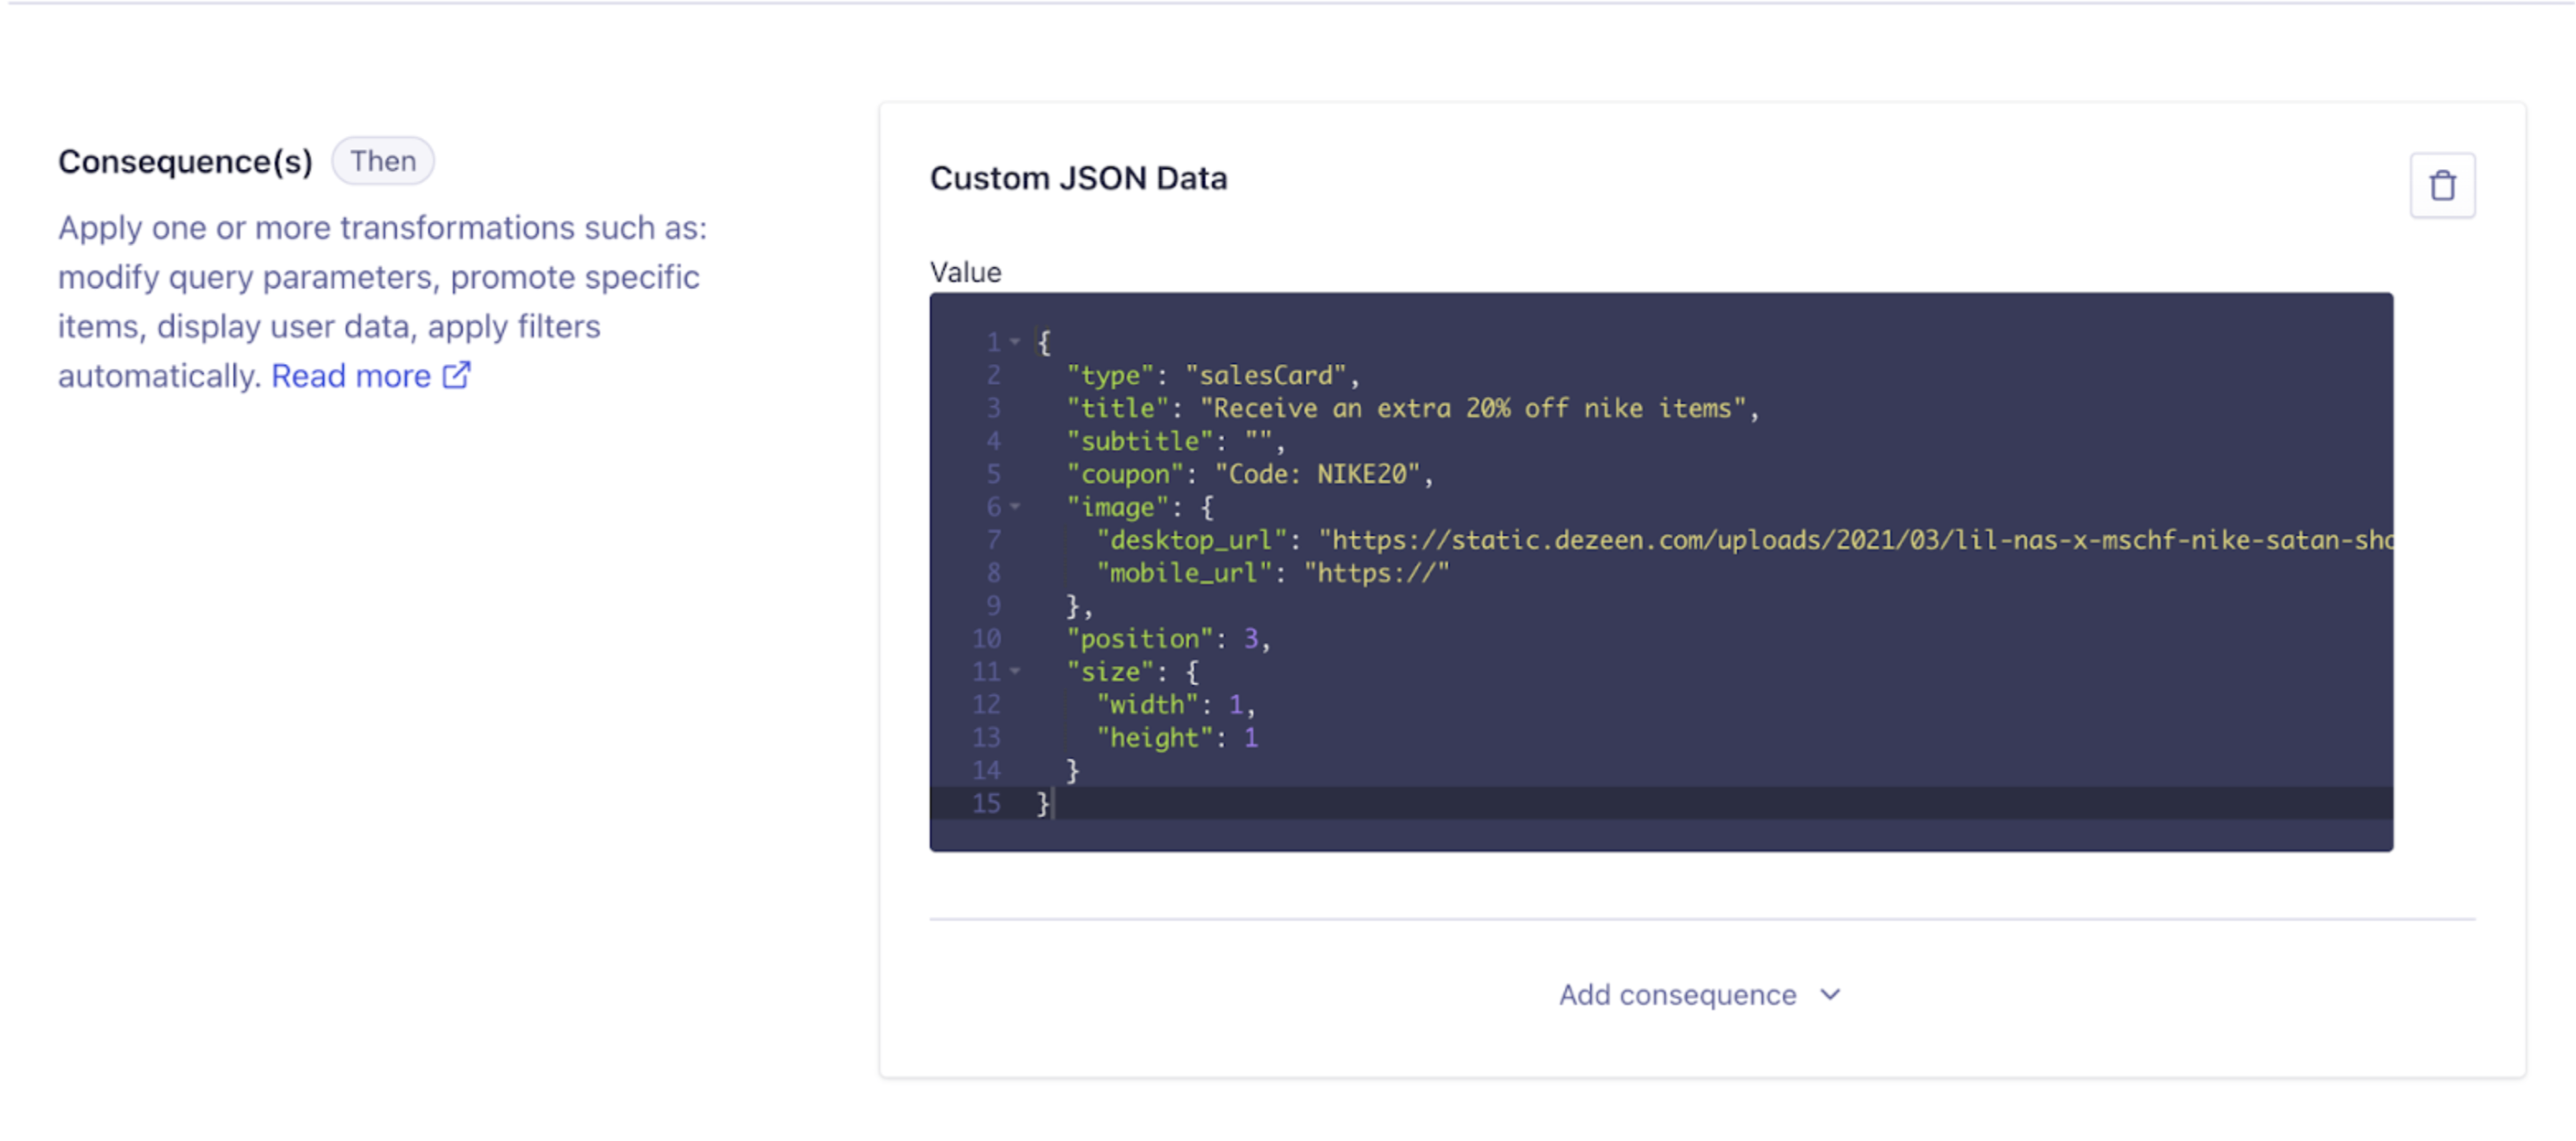 Consequence(s) Then
Apply one or more transformations such as:
modify query parameters, promote specific
items, display user data, apply filters
automatically. Read more
Custom JSON Data
Value
1 {
2 "type": "salesCard",
3 "title": "Receive an extra 20% off nike items",
4 "subtitle": "",
5 "coupon": "Code: NIKE20",
6 "image": {
7 "desktop_url": "https://static.dezeen.com/uploads/2021/03/lil-nas-x-mschf-nike-satan-sho
8 "mobile_url": "https://"
9 },
10 "position": 3,
11 "size": {
12 "width": 1,
13 "height": 1
14 }
15 }
Add consequence